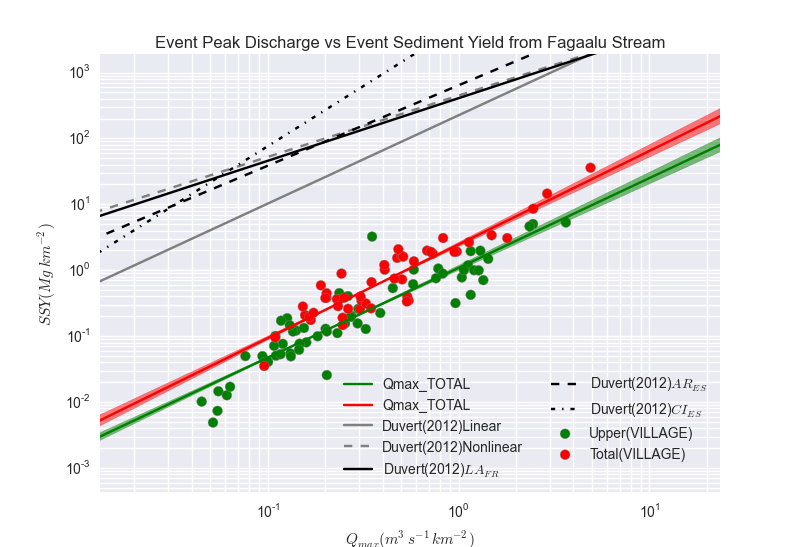 Event Peak Discharge vs Event Sediment Yield from Fagaalu Stream
SSY(Mg km⁻²)
10³
10²
10¹
10⁰
10⁻¹
10⁻²
10⁻³
10⁻¹
10⁰
10¹
Qmax(m³ s⁻¹ km⁻²)
Qmax_TOTAL
Qmax_TOTAL
Duvert(2012)Linear
Duvert(2012)Nonlinear
Duvert(2012)LA_FR
Duvert(2012)AR_ES
Duvert(2012)CI_ES
Upper(VILLAGE)
Total(VILLAGE)